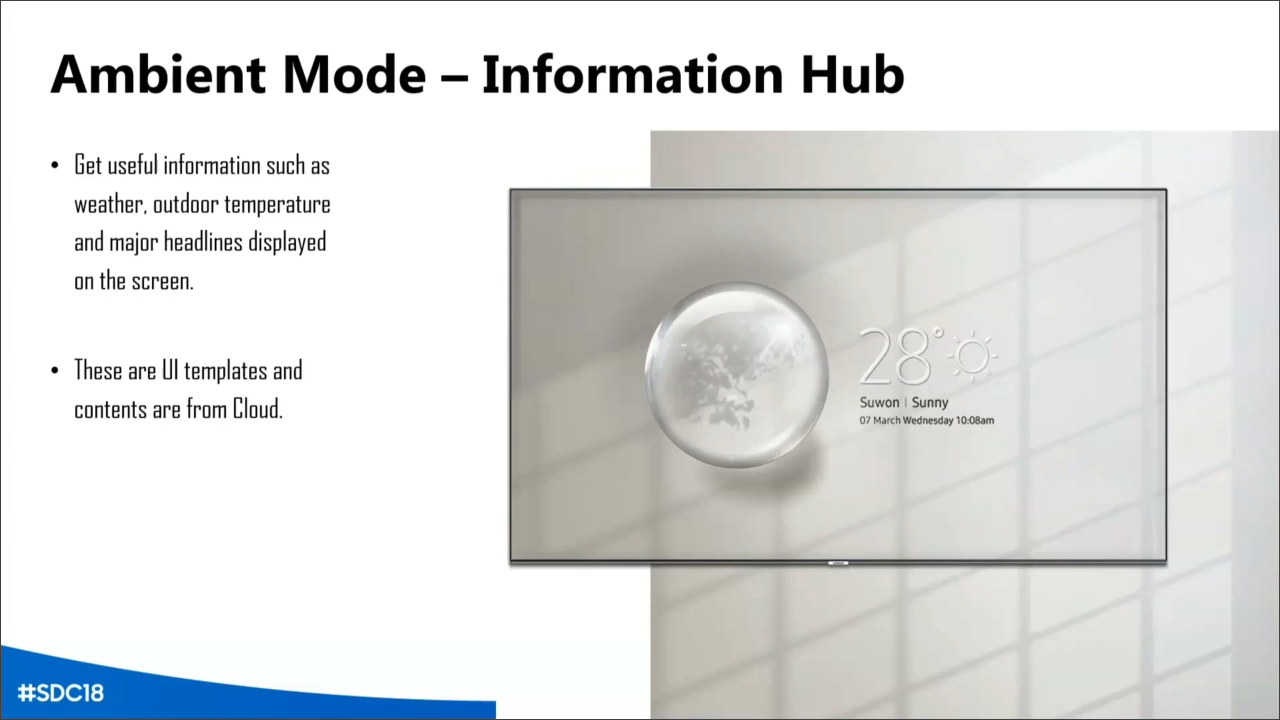 Ambient Mode – Information Hub
• Get useful information such as
weather, outdoor temperature
and major headlines displayed
on the screen.
• These are UI templates and
contents are from Cloud.
28°
Suwon | Sunny
07 March Wednesday 10:08am
#SDC18